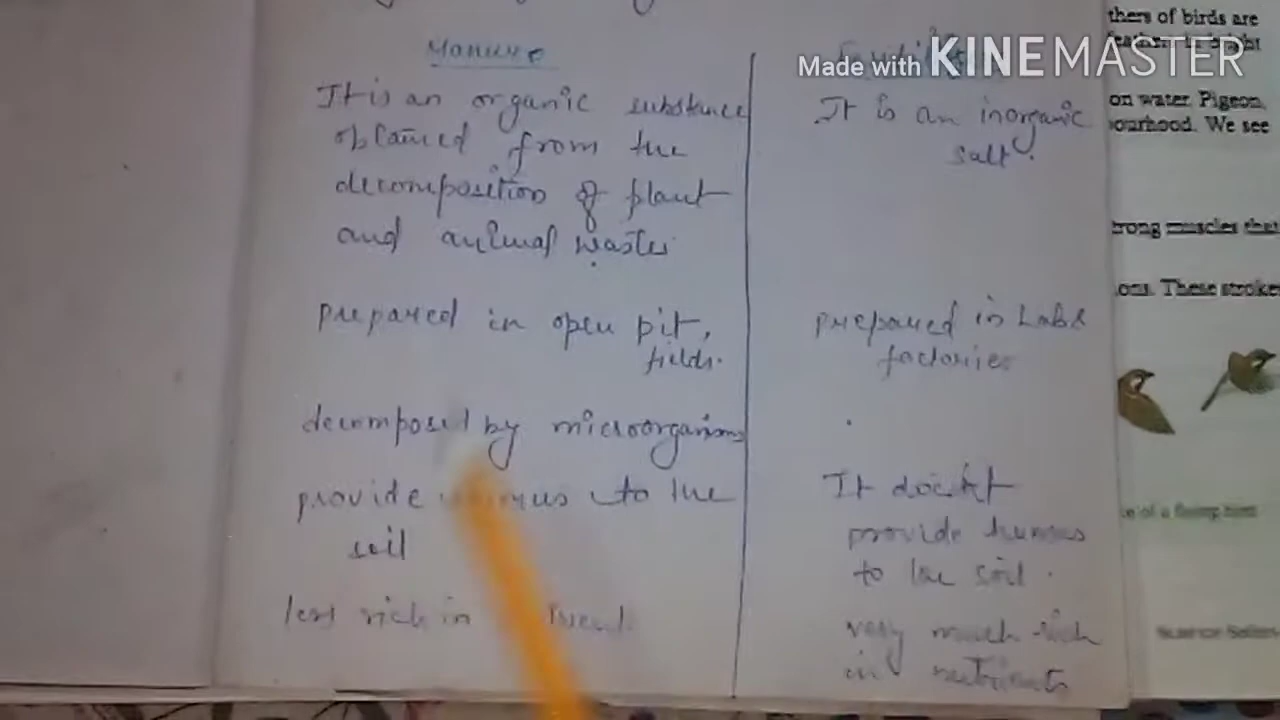 Manure
It is an organic substance
obtained from the
decomposition of plant
and animal wastes.
prepared in open pit,
fields.
decomposed by microorganisms
provide to the
soil
less rich in
Made with KINEMASTER
It is an inorganic
salt.
prepared in Labs
factories
It doesn't
provide humus
to the soil.
very much rich
in nutrients
thers of birds are
on water. Pigeon,
ourhood. We see
trong muscles that
ons. These strokes